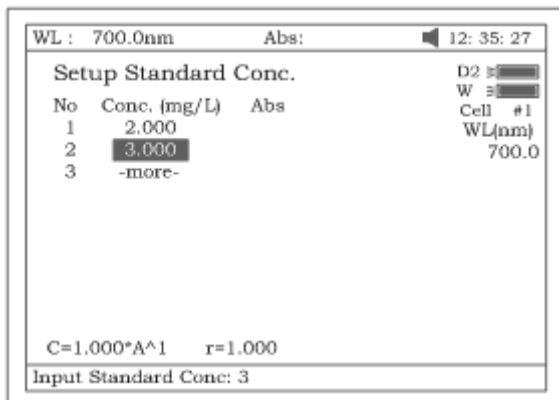 WL : 700.0nm Abs: 12: 35: 27
Setup Standard Conc.
D2
W
No Conc. (mg/L) Abs
Cell #1
1 2.000
WL(nm)
2 3.000
700.0
3 -more-
C=1.000*A^1 r=1.000
Input Standard Conc: 3